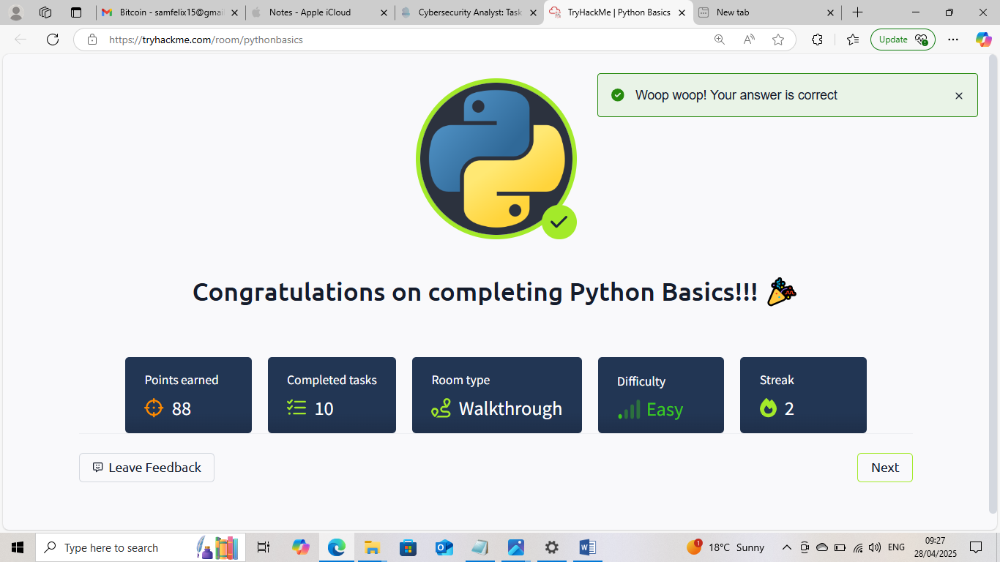 Bitcoin - samfelix15@gmai
Notes - Apple iCloud
Cybersecurity Analyst: Task
TryHackMe | Python Basics
New tab
https://tryhackme.com/room/pythonbasics
Update
Woop woop! Your answer is correct
Congratulations on completing Python Basics!!!
Points earned
88
Completed tasks
10
Room type
Walkthrough
Difficulty
Easy
Streak
2
Leave Feedback
Next
Type here to search
1
18°C Sunny
ENG
09:27
28/04/2025